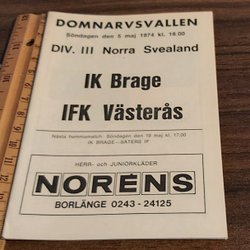 DOMNARVSVALLEN
Söndagen den 5 maj 1974 kl. 18.00
DIV. III Norra Svealand
IK Brage
IFK Västerås
Nästa hemmamatch: Söndagen den 19 maj kl. 17.00
IK BRAGE—SÄTERS IF
HERR- och JUNIORKLÄDER
NORÉNS
BORLÄNGE 0243 - 24125